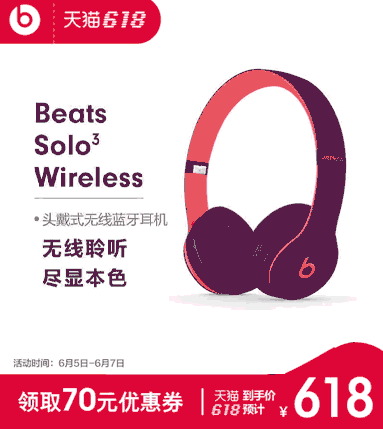 天猫618
Beats
Solo³
Wireless
•头戴式无线蓝牙耳机
无线聆听
尽显本色
活动时间：6月5日-6月7日
领取70元优惠券
天猫 到手价
618 预计
¥618